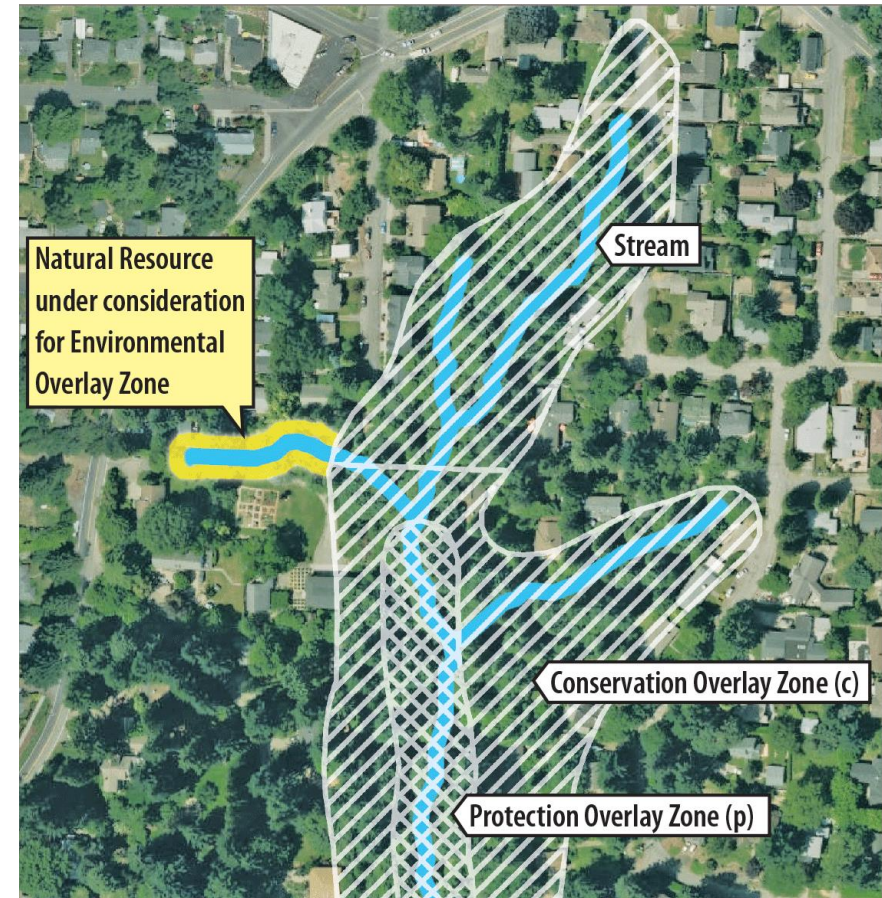 Stream
Natural Resource
under consideration
for Environmental
Overlay Zone
Conservation Overlay Zone (c)
Protection Overlay Zone (p)